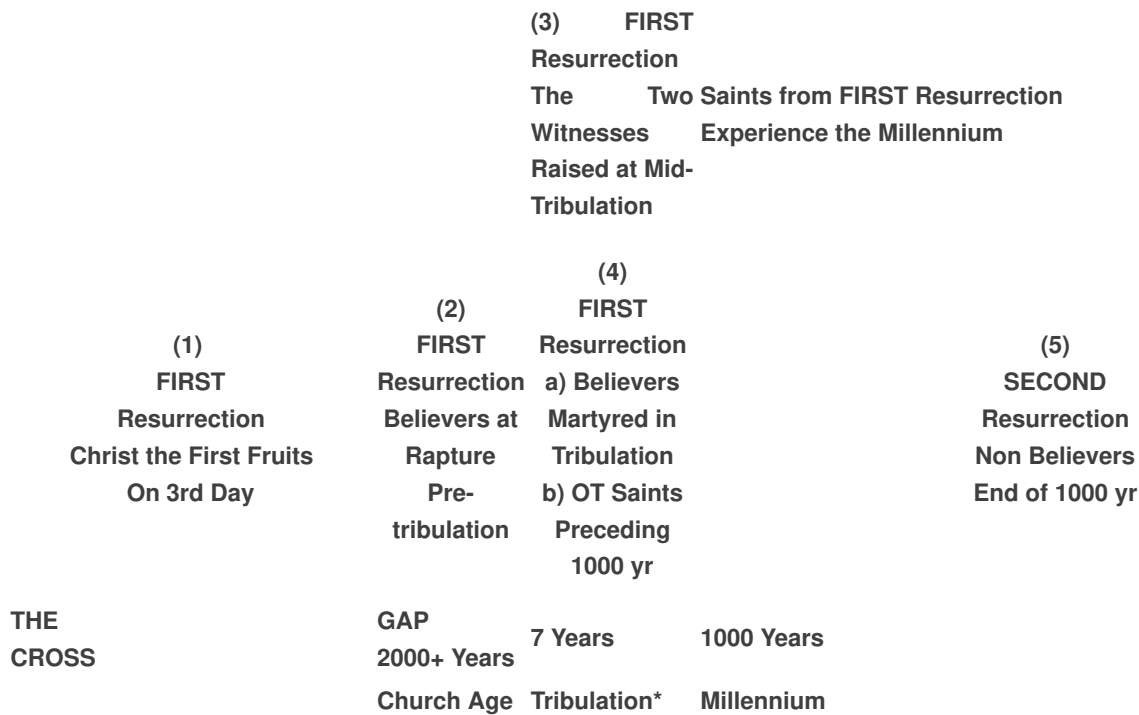 (3) FIRST
Resurrection
The Two Saints from FIRST Resurrection
Witnesses Experience the Millennium
Raised at Mid-
Tribulation
(1)
FIRST
Resurrection
Christ the First Fruits
On 3rd Day
(2)
FIRST
Resurrection
Believers at
Rapture
Pre-
tribulation
(4)
FIRST
Resurrection
a) Believers
Martyred in
Tribulation
b) OT Saints
Preceding
1000 yr
(5)
SECOND
Resurrection
Non Believers
End of 1000 yr
THE
CROSS
GAP
2000+ Years
7 Years
1000 Years
Church Age
Tribulation*
Millennium